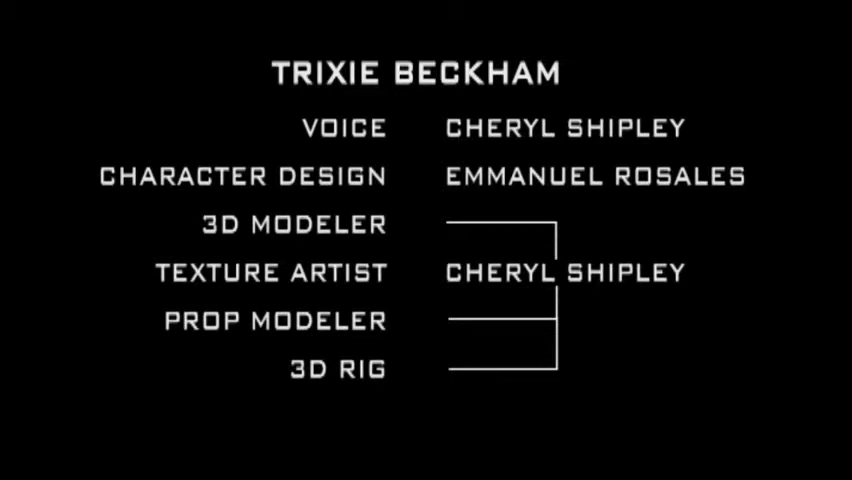 TRIXIE BECKHAM
VOICE CHERYL SHIPLEY
CHARACTER DESIGN EMMANUEL ROSALES
3D MODELER
TEXTURE ARTIST CHERYL SHIPLEY
PROP MODELER
3D RIG